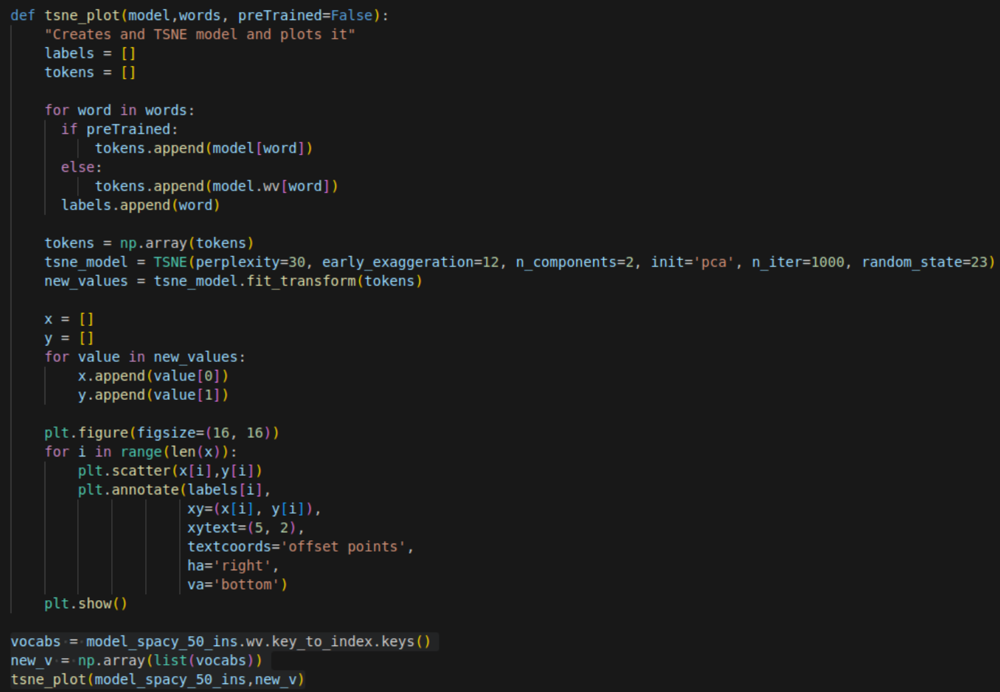 def tsne_plot(model,words, preTrained=False):
    "Creates and TSNE model and plots it"
    labels = []
    tokens = []

    for word in words:
      if preTrained:
          tokens.append(model[word])
      else:
          tokens.append(model.wv[word])
      labels.append(word)

    tokens = np.array(tokens)
    tsne_model = TSNE(perplexity=30, early_exaggeration=12, n_components=2, init='pca', n_iter=1000, random_state=23)
    new_values = tsne_model.fit_transform(tokens)

    x = []
    y = []
    for value in new_values:
        x.append(value[0])
        y.append(value[1])

    plt.figure(figsize=(16, 16))
    for i in range(len(x)):
        plt.scatter(x[i],y[i])
        plt.annotate(labels[i],
                     xy=(x[i], y[i]),
                     xytext=(5, 2),
                     textcoords='offset points',
                     ha='right',
                     va='bottom')
    plt.show()

vocabs = model_spacy_50_ins.wv.key_to_index.keys()
new_v = np.array(list(vocabs))
tsne_plot(model_spacy_50_ins,new_v)